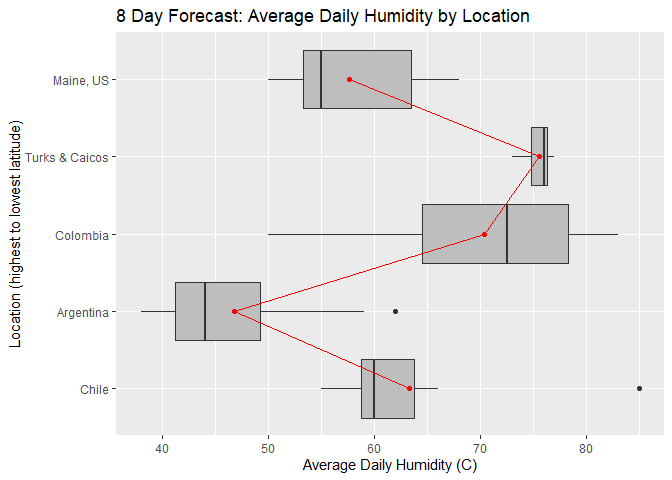 8 Day Forecast: Average Daily Humidity by Location
Location (highest to lowest latitude)
Maine, US
Turks & Caicos
Colombia
Argentina
Chile
40 50 60 70 80
Average Daily Humidity (C)